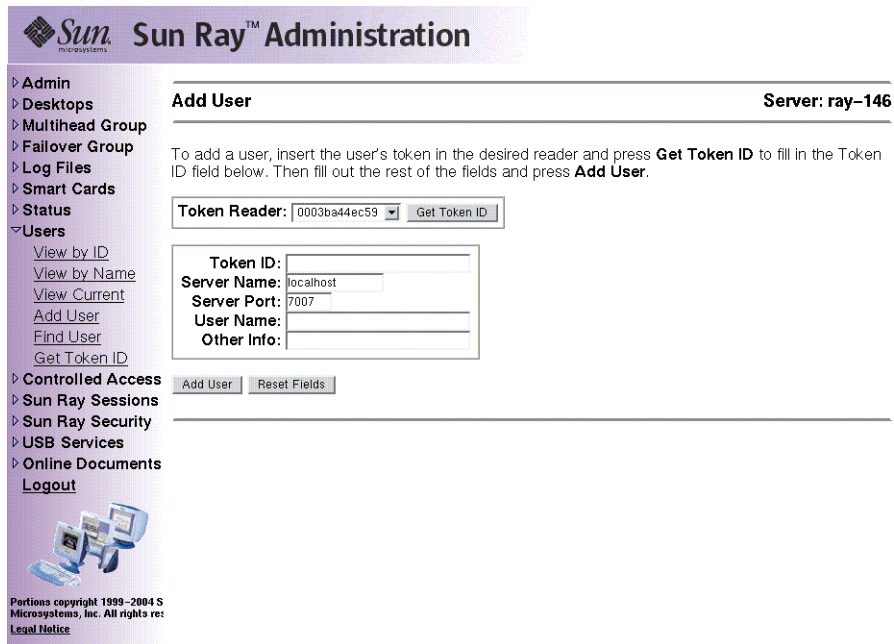 Sun
microsystems
Sun Ray™ Administration
Admin
Desktops
Multihead Group
Failover Group
Log Files
Smart Cards
Status
Users
View by ID
View by Name
View Current
Add User
Find User
Get Token ID
Controlled Access
Sun Ray Sessions
Sun Ray Security
USB Services
Online Documents
Logout
Portions copyright 1999–2004 S
Microsystems, Inc. All rights re
Legal Notice
Add User
Server: ray–146
To add a user, insert the user's token in the desired reader and press Get Token ID to fill in the Token
ID field below. Then fill out the rest of the fields and press Add User.
Token Reader: 0003ba44ec59 Get Token ID
Token ID:
Server Name: localhost
Server Port: 7007
User Name:
Other Info:
Add User Reset Fields